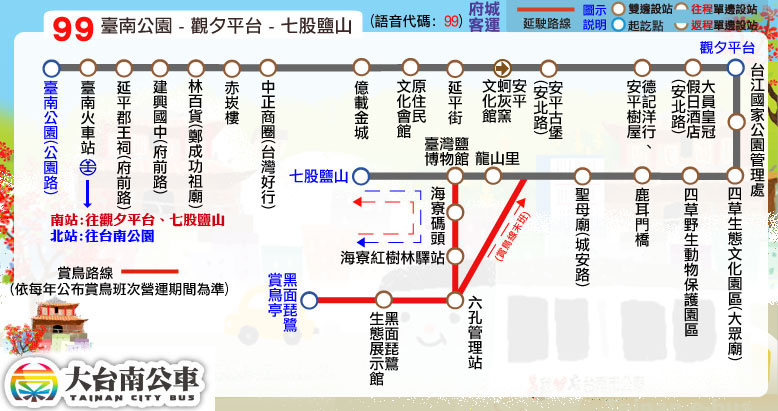 99 臺南公園 - 觀夕平台 - 七股鹽山
(語音代碼: 99)
府城
客運
延駛路線
圖示
說明
雙邊設站
起訖點
往程單邊設站
返程單邊設站
臺南公園(公園路)
臺南火車站
延平郡王祠(府前路)
建興國中(府前路)
林百貨(鄭成功祖廟)
赤崁樓
中正商圈(台灣好行)
億載金城
原住民
文化會館
延平街
安平
蚵灰窯
文化館
安平古堡
(安北路)
德記洋行、
安平樹屋
大員皇冠
假日酒店
(安北路)
觀夕平台
台江國家公園管理處
南站:往觀夕平台、七股鹽山
北站:往台南公園
七股鹽山
臺灣鹽
博物館
龍山里
聖母廟(城安路)
鹿耳門橋
四草野生動物保護園區
四草生態文化園區(大眾廟)
海寮碼頭
海寮紅樹林驛站
(賞鳥線末班)
賞鳥路線
(依每年公布賞鳥班次營運期間為準)
黑面琵鷺
賞鳥亭
黑面琵鷺
生態展示館
六孔管理站
大台南公車
TAINAN CITY BUS